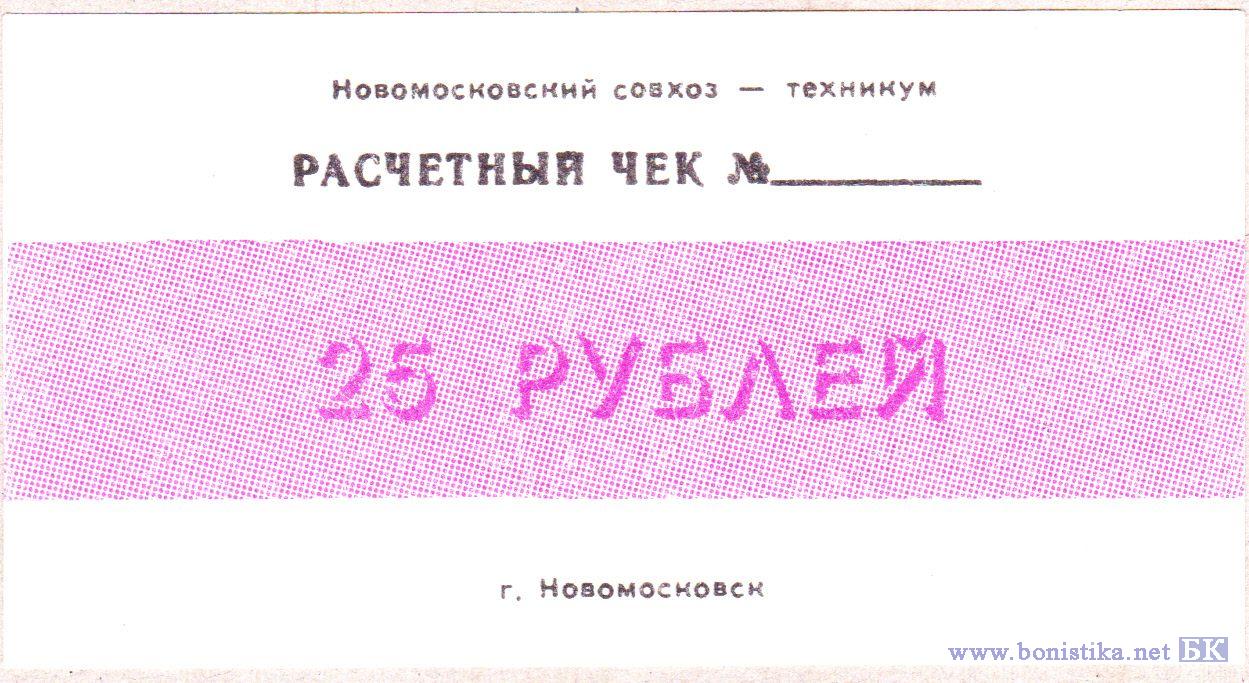 Новомосковский совхоз — техникум
РАСЧЕТНЫЙ ЧЕК №
25 РУБЛЕЙ
г. Новомосковск
www.bonistika.net БК